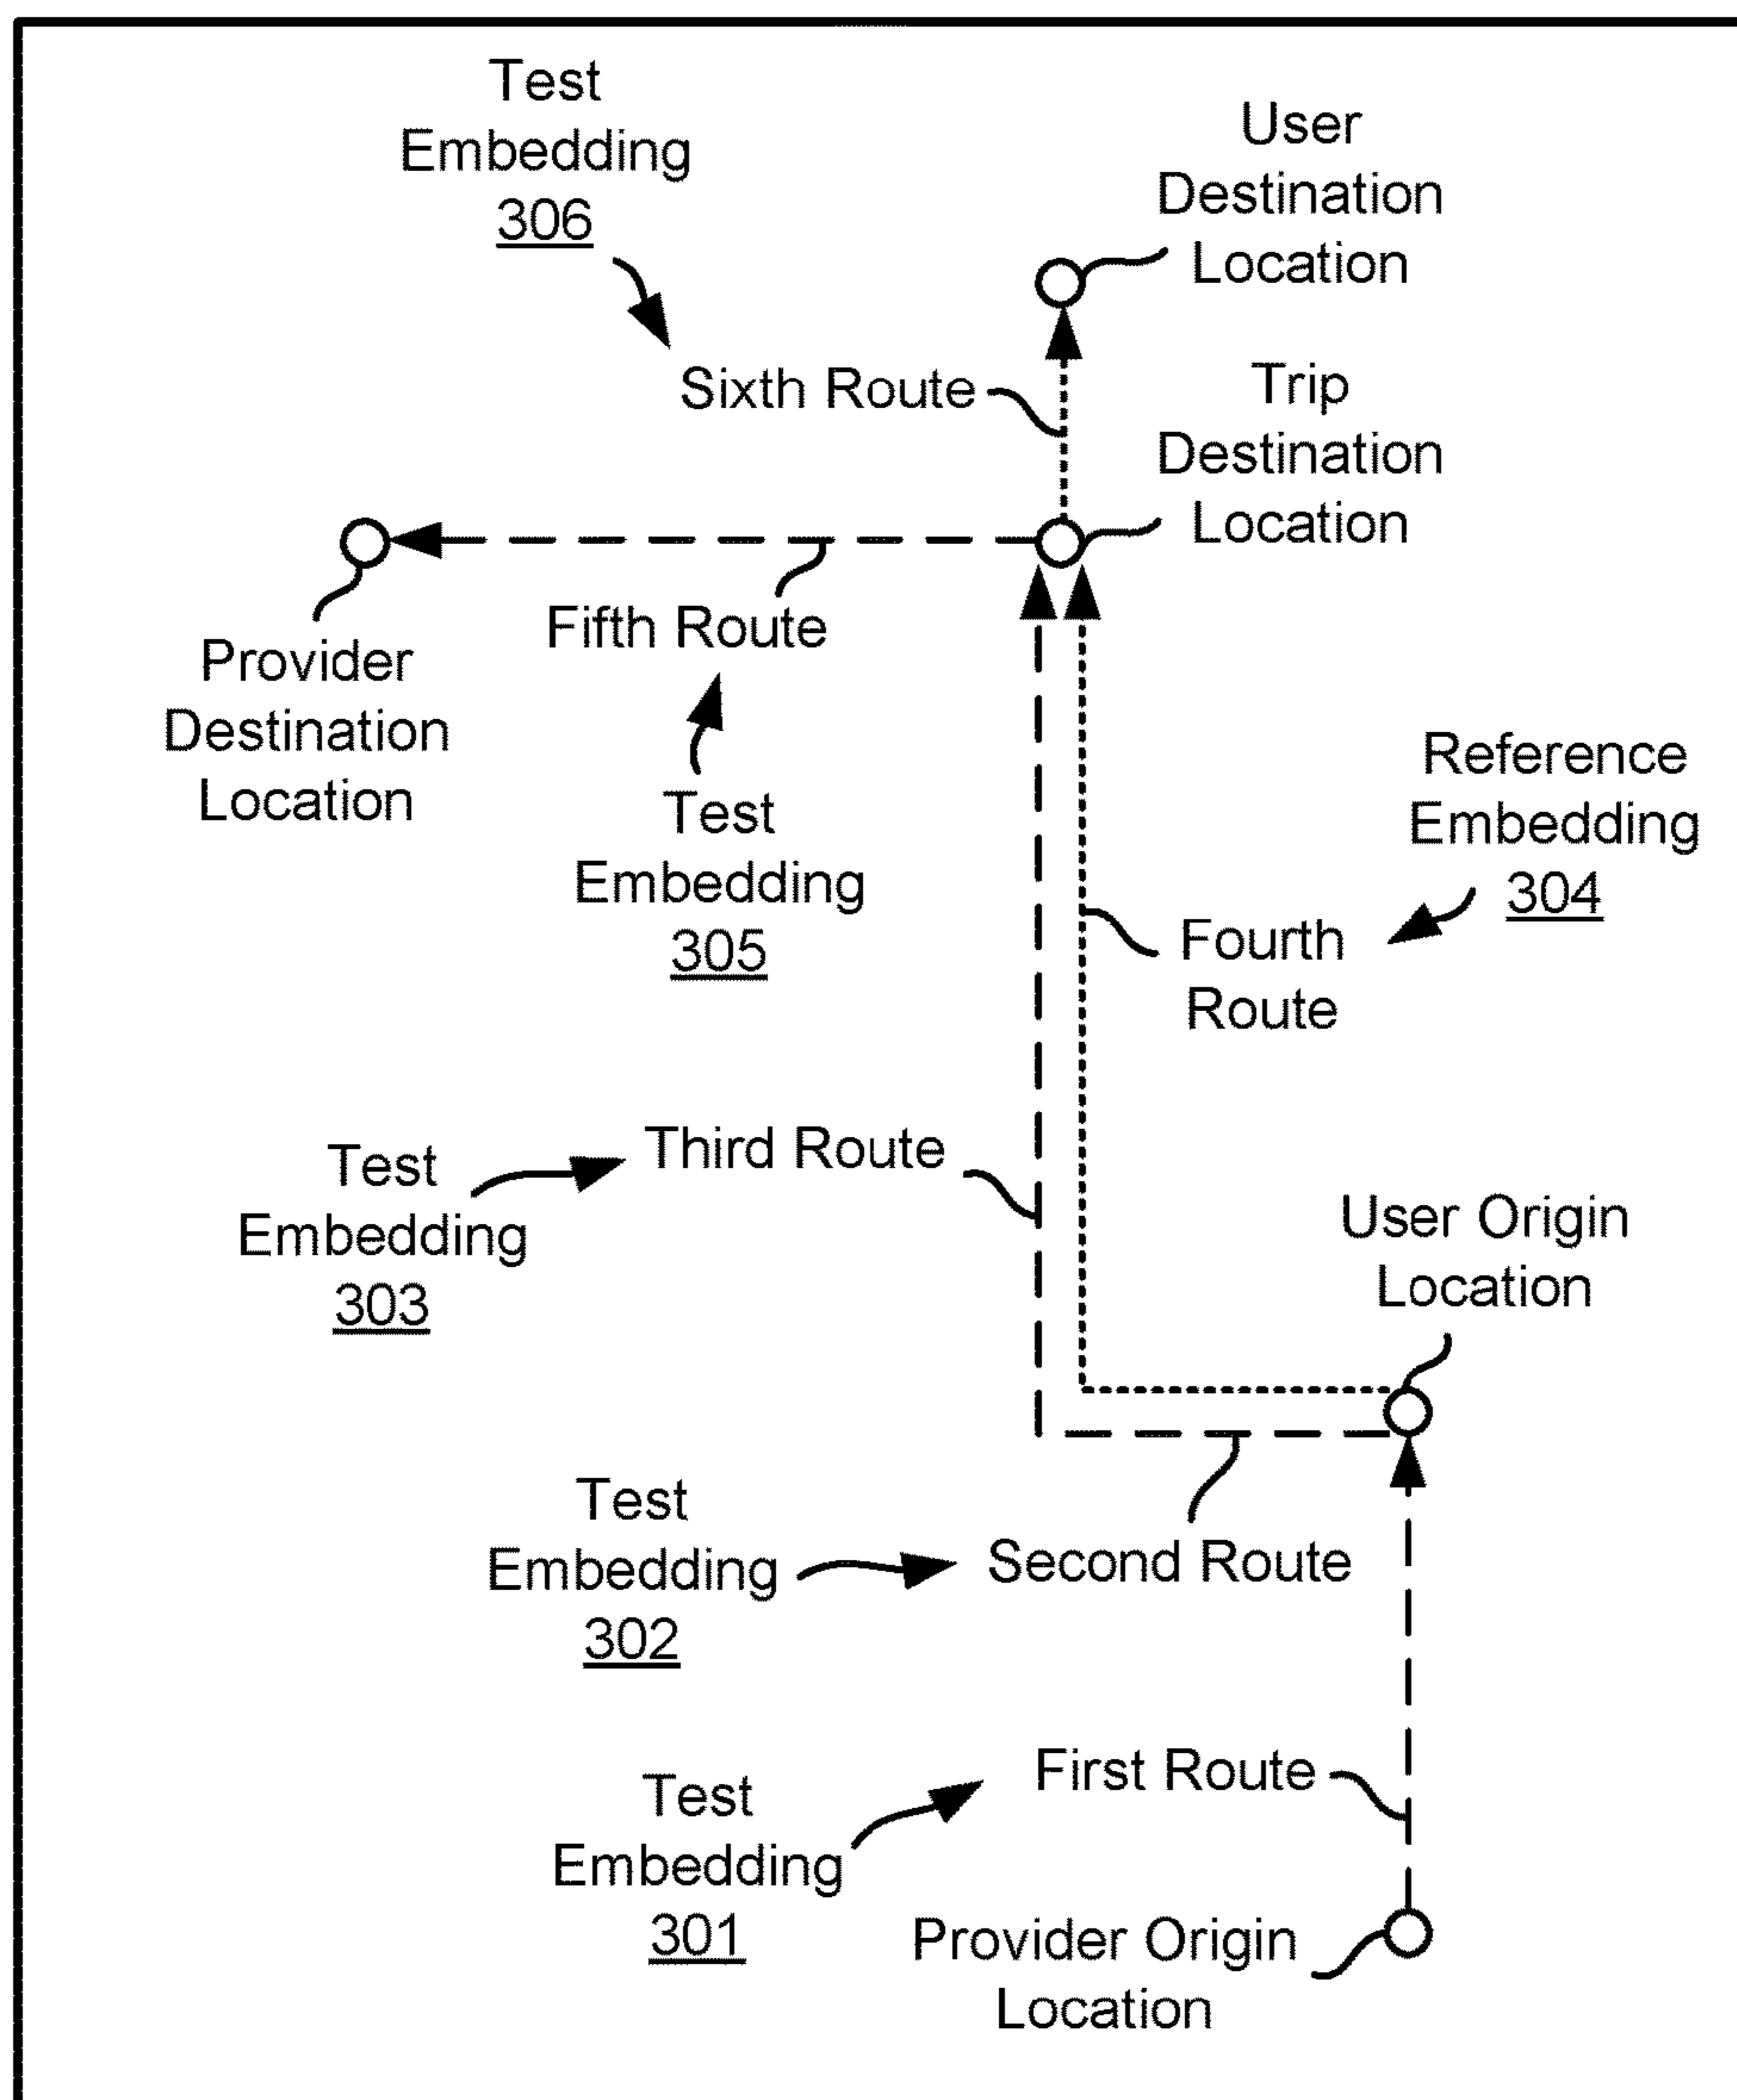 Test
Embedding
306
User
Destination
Location
Sixth Route
Trip
Destination
Location
Fifth Route
Provider
Destination
Location
Test
Embedding
305
Reference
Embedding
304
Fourth
Route
Third Route
Test
Embedding
303
User Origin
Location
Test
Embedding
302
Second Route
First Route
Test
Embedding
301
Provider Origin
Location